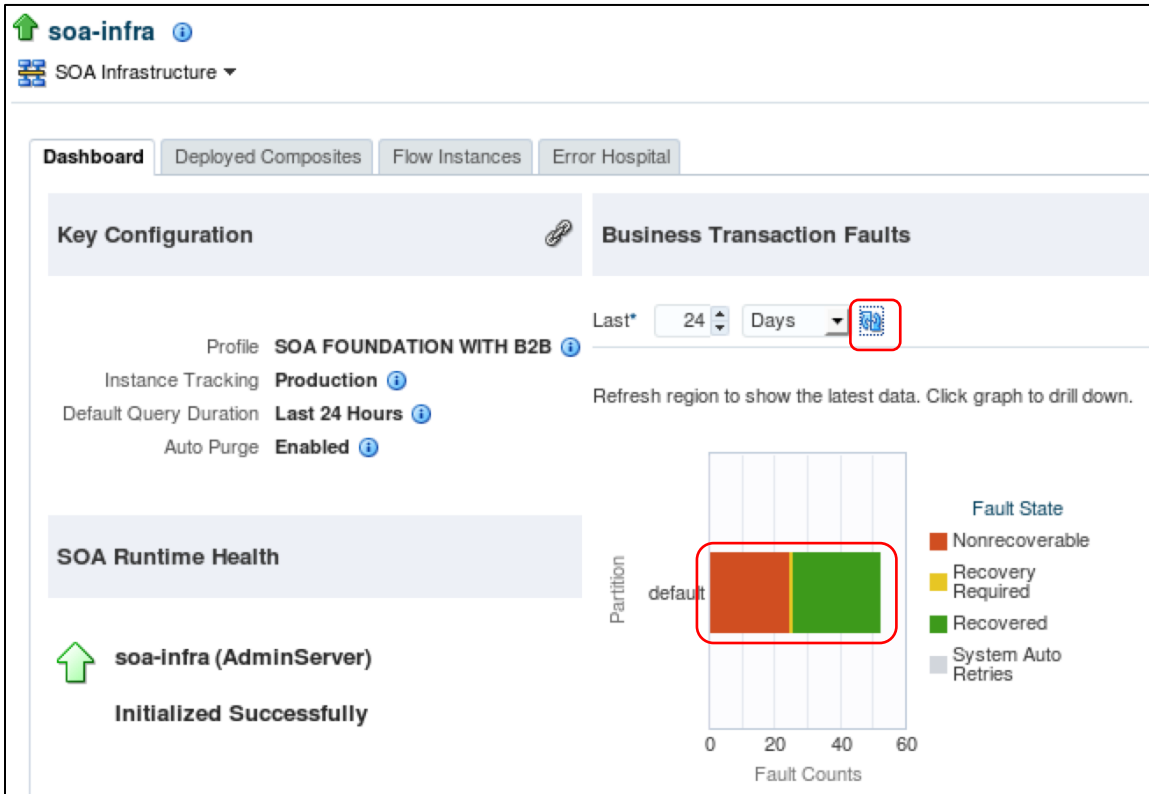 soa-infra
SOA Infrastructure
Dashboard
Deployed Composites
Flow Instances
Error Hospital
Key Configuration
Profile SOA FOUNDATION WITH B2B
Instance Tracking Production
Default Query Duration Last 24 Hours
Auto Purge Enabled
SOA Runtime Health
soa-infra (AdminServer)
Initialized Successfully
Business Transaction Faults
Last* 24 Days
Refresh region to show the latest data. Click graph to drill down.
Partition
default
0 20 40 60
Fault Counts
Fault State
Nonrecoverable
Recovery
Required
Recovered
System Auto
Retries